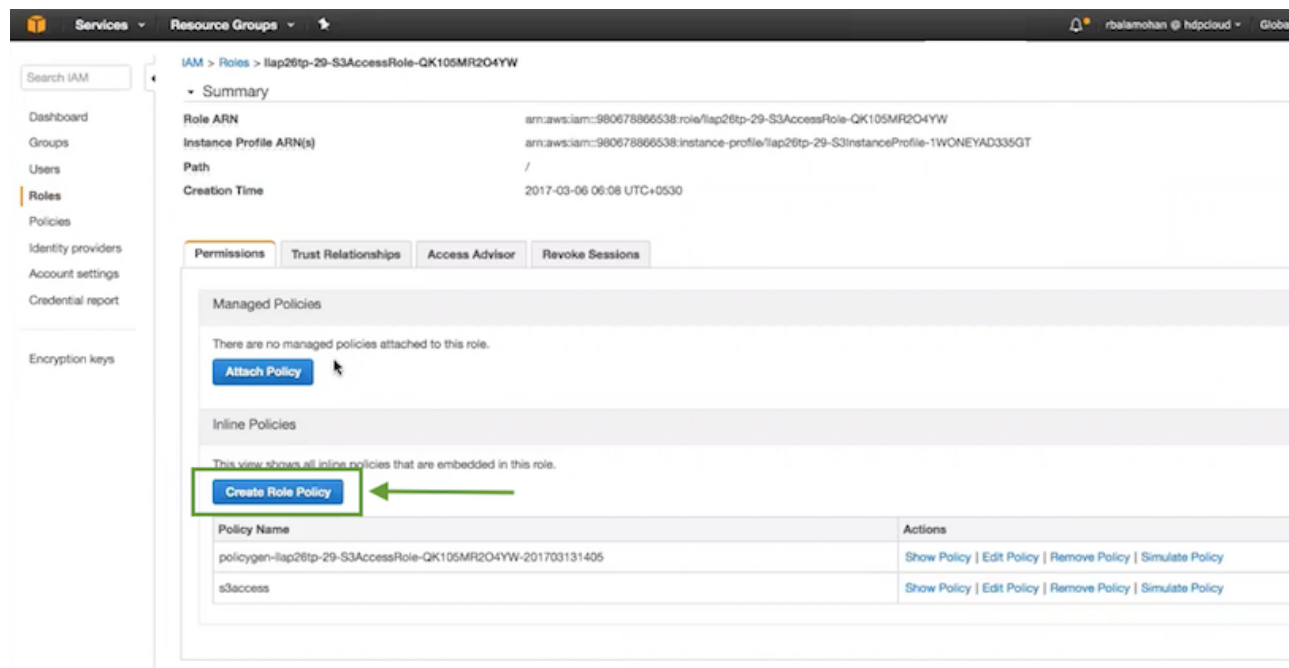 Services
Resource Groups
rbalamohan @ hdpcloud
Globa
Search IAM
Dashboard
Groups
Users
Roles
Policies
Identity providers
Account settings
Credential report
Encryption keys
IAM > Roles > llap26tp-29-S3AccessRole-QK105MR2O4YW
Summary
Role ARN arn:aws:iam::980678866538:role/llap26tp-29-S3AccessRole-QK105MR2O4YW
Instance Profile ARN(s) arn:aws:iam::980678866538:instance-profile/llap26tp-29-S3InstanceProfile-1WONEYAD335GT
Path /
Creation Time 2017-03-06 06:08 UTC+0530
Permissions Trust Relationships Access Advisor Revoke Sessions
Managed Policies
There are no managed policies attached to this role.
Attach Policy
Inline Policies
This view shows all inline policies that are embedded in this role.
Create Role Policy
Policy Name Actions
policygen-llap26tp-29-S3AccessRole-QK105MR2O4YW-201703131405 Show Policy | Edit Policy | Remove Policy | Simulate Policy
s3access Show Policy | Edit Policy | Remove Policy | Simulate Policy